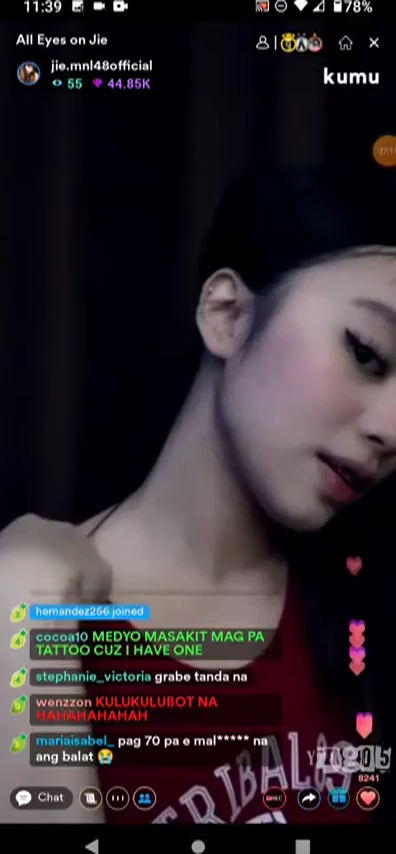 11:39
78%
All Eyes on Jie
jie.mnl48official
55 44.85K
kumu
hernandez256 joined
cocoa10 MEDYO MASAKIT MAG PA
TATTOO CUZ I HAVE ONE
stephanie_victoria grabe tanda na
wenzzon KULUKULUBOT NA
HAHAHAHAHAH
mariaisabel_ pag 70 pa e mal***** na
ang balat 😭
8241
Chat
REC